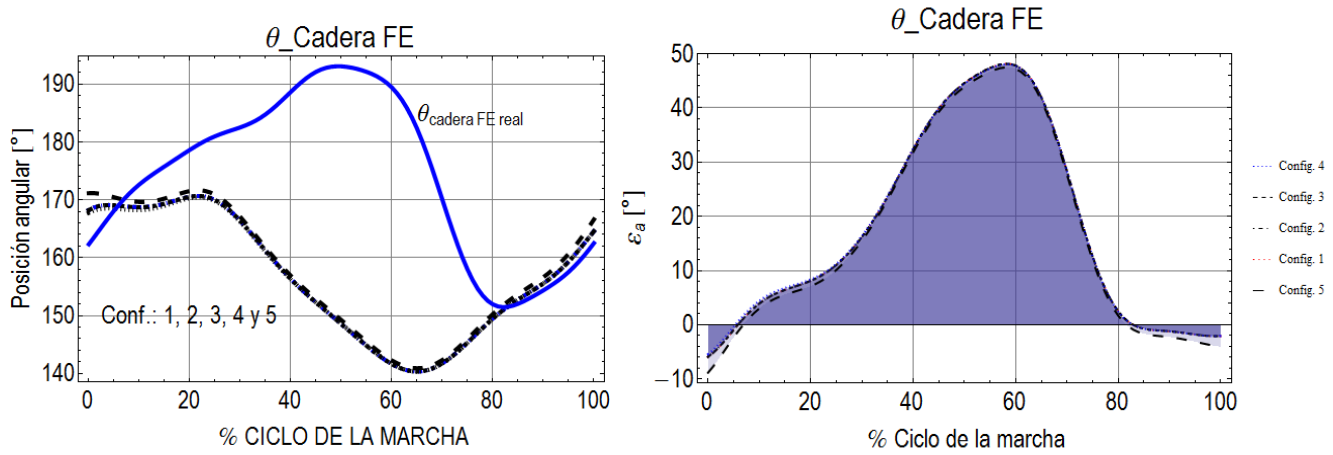 θ_Cadera FE
Posición angular [°]
190
180
170
160
150
140
θcadera FE real
Conf.: 1, 2, 3, 4 y 5
0 20 40 60 80 100
% CICLO DE LA MARCHA
θ_Cadera FE
εa [°]
50
40
30
20
10
0
−10
0 20 40 60 80 100
% Ciclo de la marcha
Config. 4
Config. 3
Config. 2
Config. 1
Config. 5